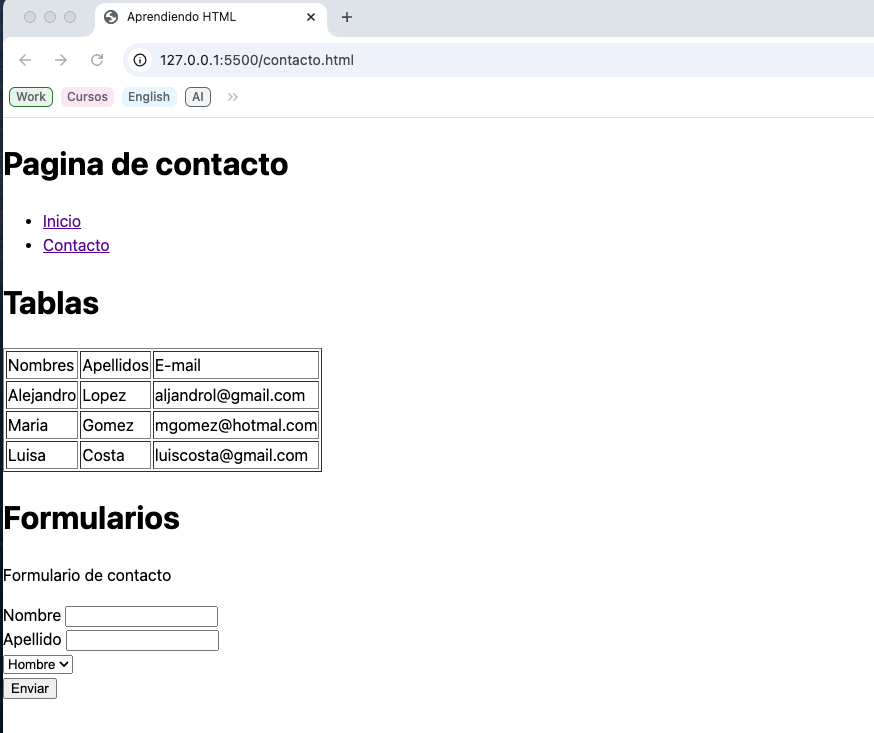 Aprendiendo HTML
127.0.0.1:5500/contacto.html
Work Cursos English AI
Pagina de contacto
Inicio
Contacto
Tablas
Nombres Apellidos E-mail
Alejandro Lopez aljandrol@gmail.com
Maria Gomez mgomez@hotmal.com
Luisa Costa luiscosta@gmail.com
Formularios
Formulario de contacto
Nombre
Apellido
Hombre
Enviar